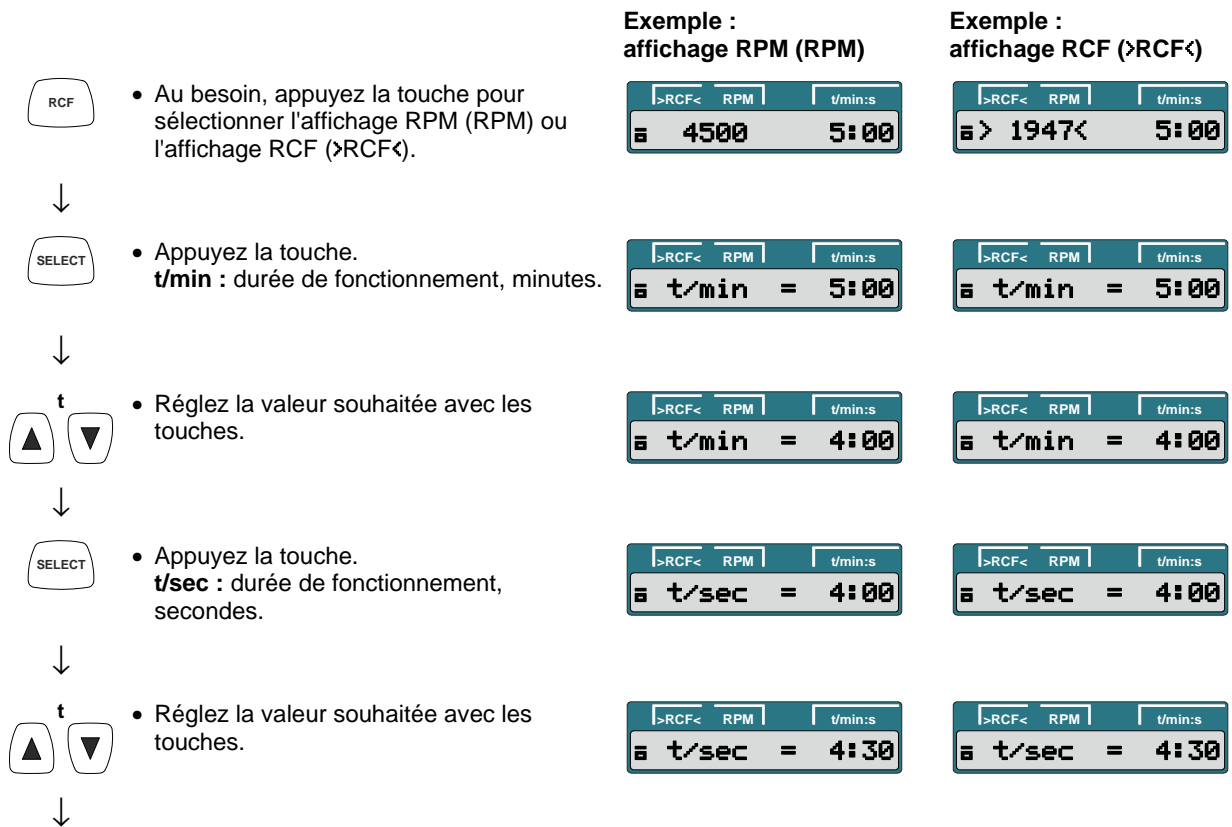 Exemple :
affichage RPM (RPM)
Exemple :
affichage RCF (>RCF<)
RCF
• Au besoin, appuyez la touche pour
sélectionner l'affichage RPM (RPM) ou
l'affichage RCF (>RCF<).
>RCF< RPM t/min:s
4500 5:00
>RCF< RPM t/min:s
> 1947< 5:00
↓
SELECT
• Appuyez la touche.
t/min : durée de fonctionnement, minutes.
>RCF< RPM t/min:s
t/min = 5:00
>RCF< RPM t/min:s
t/min = 5:00
↓
t
▲ ▼
• Réglez la valeur souhaitée avec les
touches.
>RCF< RPM t/min:s
t/min = 4:00
>RCF< RPM t/min:s
t/min = 4:00
↓
SELECT
• Appuyez la touche.
t/sec : durée de fonctionnement,
secondes.
>RCF< RPM t/min:s
t/sec = 4:00
>RCF< RPM t/min:s
t/sec = 4:00
↓
t
▲ ▼
• Réglez la valeur souhaitée avec les
touches.
>RCF< RPM t/min:s
t/sec = 4:30
>RCF< RPM t/min:s
t/sec = 4:30
↓